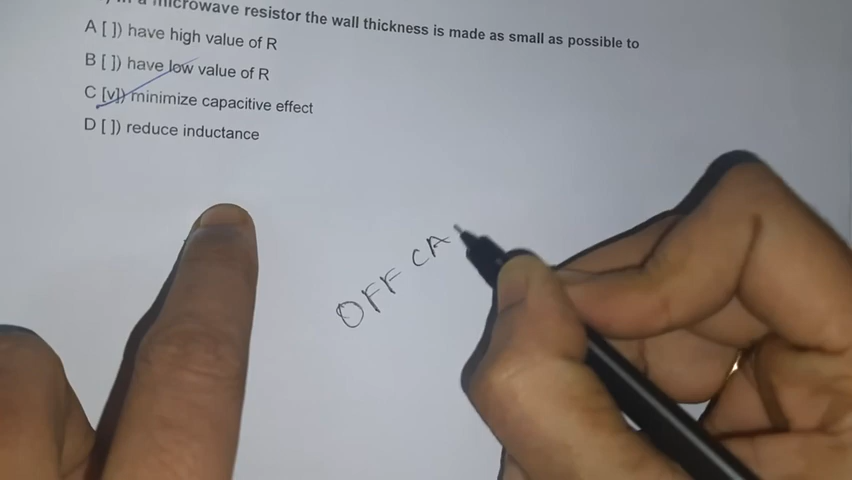 microwave resistor the wall thickness is made as small as possible to
A [ ]) have high value of R
B [ ]) have low value of R
C [v]) minimize capacitive effect
D [ ]) reduce inductance
OFF CA